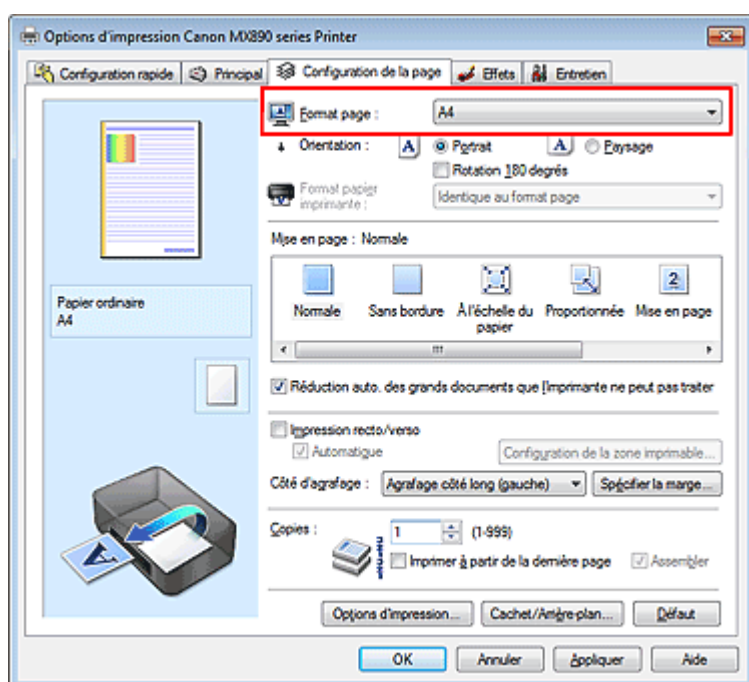 Options d'impression Canon MX890 series Printer
Configuration rapide Principal Configuration de la page Effets Entretien
Format page : A4
Orientation : A Portrait A Paysage
Rotation 180 degrés
Format papier imprimante : Identique au format page
Mise en page : Normale
2
Normale Sans bordure À l'échelle du papier Proportionnée Mise en page
Papier ordinaire
A4
Réduction auto. des grands documents que l'imprimante ne peut pas traiter
Impression recto/verso
Automatique Configuration de la zone imprimable...
Côté d'agrafage : Agrafage côté long (gauche) Spécifier la marge...
Copies : 1 (1-999)
Imprimer à partir de la dernière page Assembler
A
Options d'impression... Cachet/Arrière-plan... Défaut
OK Annuler Appliquer Aide